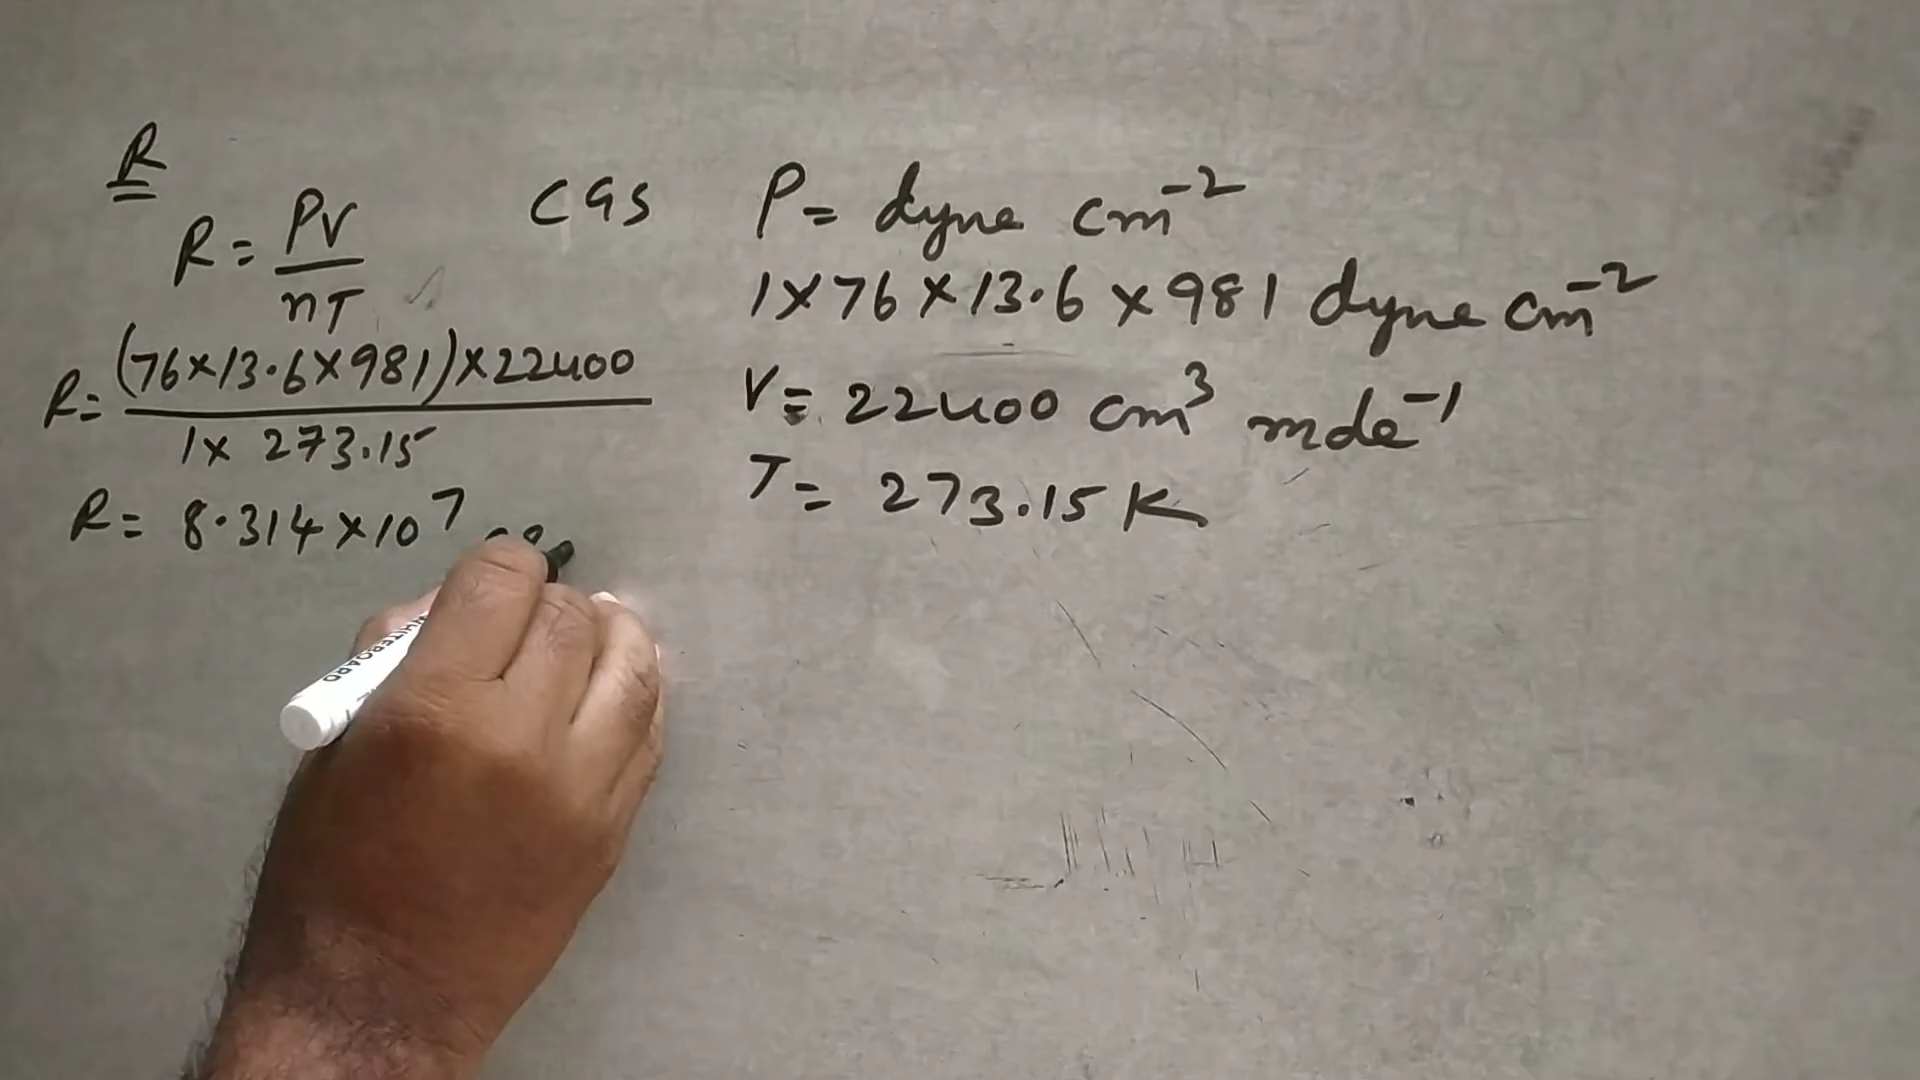 R
R = PV / nT
CGS
P = dyne cm⁻²
1×76×13.6×981 dyne cm⁻²
R = (76×13.6×981)×22400 / 1× 273.15
V = 22400 cm³ mole⁻¹
T = 273.15 K
R = 8.314×10⁷
WHITEBOARD